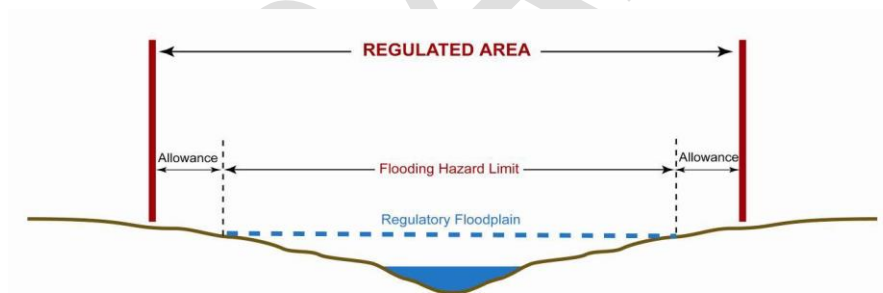 REGULATED AREA
Allowance
Flooding Hazard Limit
Allowance
Regulatory Floodplain